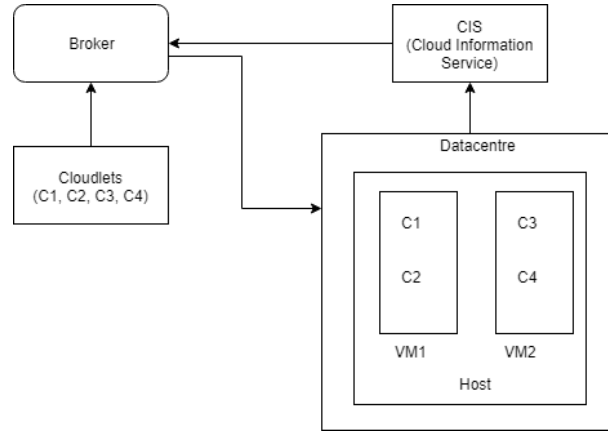 Broker
CIS
(Cloud Information
Service)
Cloudlets
(C1, C2, C3, C4)
Datacentre
C1
C3
C2
C4
VM1
VM2
Host